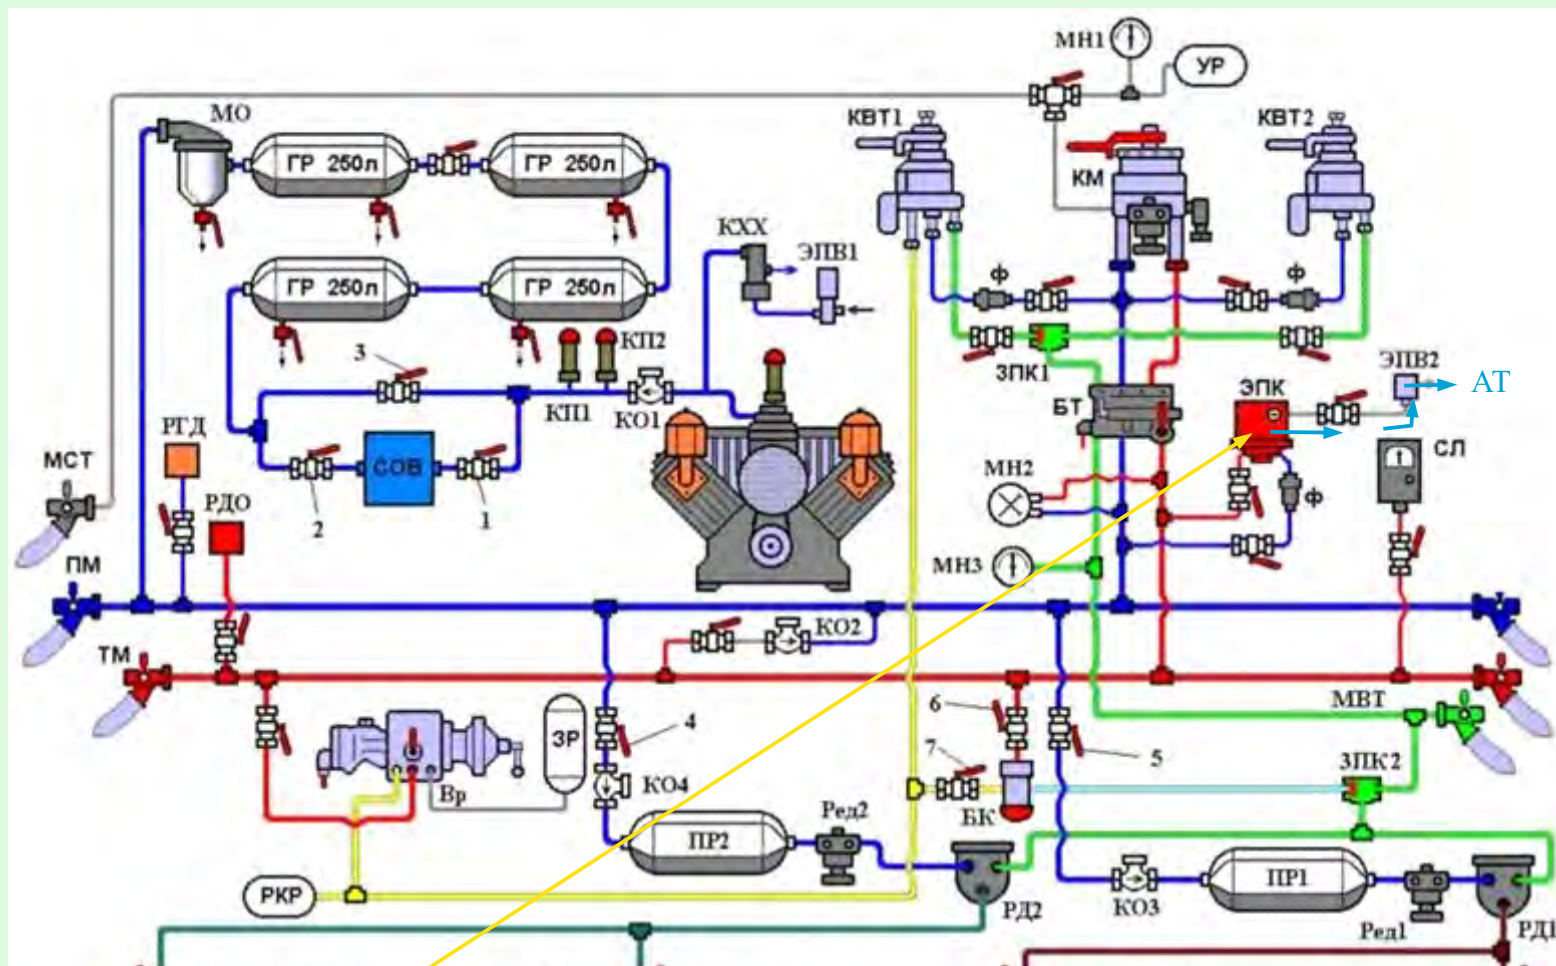 МН1
УР
МО
КВТ1
КВТ2
ГР 250л
ГР 250л
КМ
КХХ
ЭПВ1
ГР 250л
ГР 250л
Ф
Ф
3
КП2
КП1
КО1
ЗПК1
ЭПВ2
АТ
ЭПК
БТ
РГД
МСТ
СОВ
СЛ
МН2
РДО
2
1
Ф
ПМ
МН3
КО2
ТМ
МВТ
6
ЗР
4
7
5
ЗПК2
КО4
Вр
БК
Ред2
ПР2
ПР1
РКР
КО3
РД2
Ред1
РД1